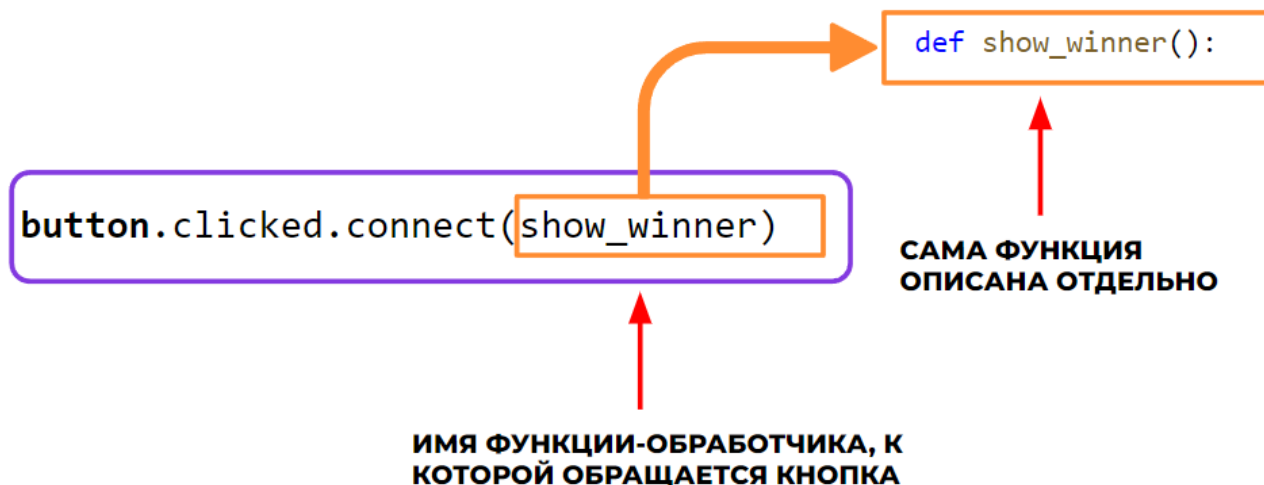 def show_winner():
button.clicked.connect(show_winner)
САМА ФУНКЦИЯ
ОПИСАНА ОТДЕЛЬНО
ИМЯ ФУНКЦИИ-ОБРАБОТЧИКА, К
КОТОРОЙ ОБРАЩАЕТСЯ КНОПКА